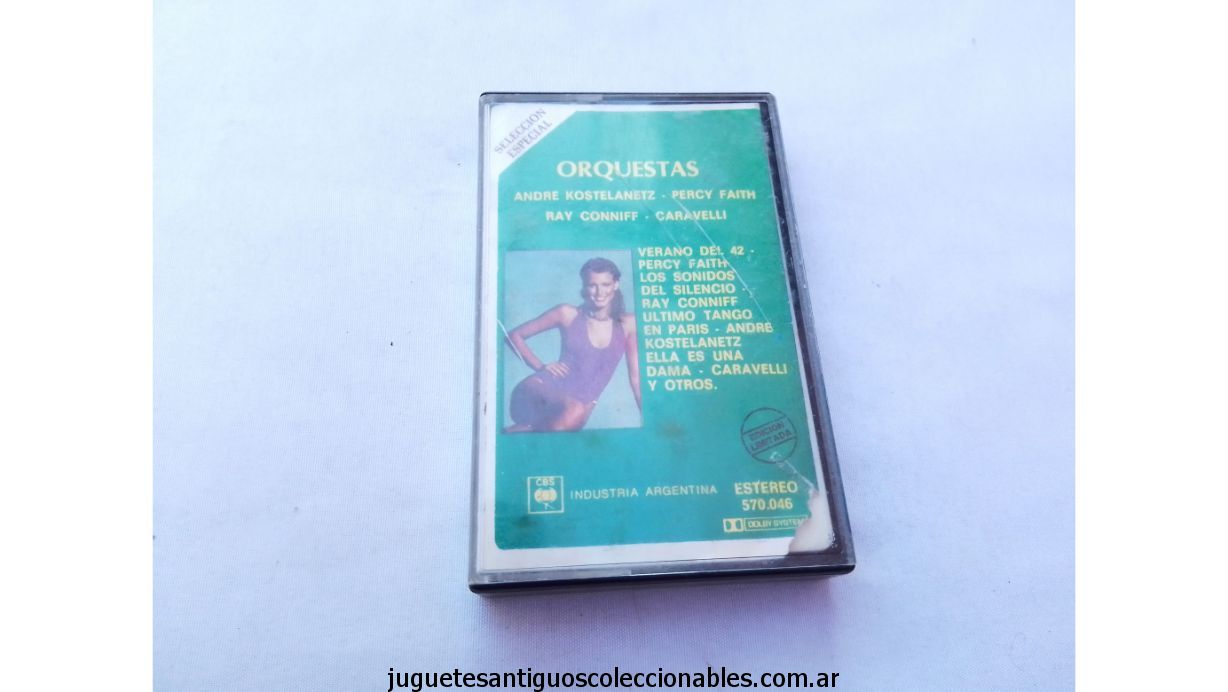 SELECCION
ESPECIAL
ORQUESTAS
ANDRE KOSTELANETZ - PERCY FAITH
RAY CONNIFF - CARAVELLI
VERANO DEL 42 -
PERCY FAITH
LOS SONIDOS
DEL SILENCIO -
RAY CONNIFF
ULTIMO TANGO
EN PARIS - ANDRE
KOSTELANETZ
ELLA ES UNA
DAMA - CARAVELLI
Y OTROS.
EDICION
LIMITADA
CBS
INDUSTRIA ARGENTINA
ESTEREO
570.046
DOLBY SYSTEM
juguetesantiguoscoleccionables.com.ar